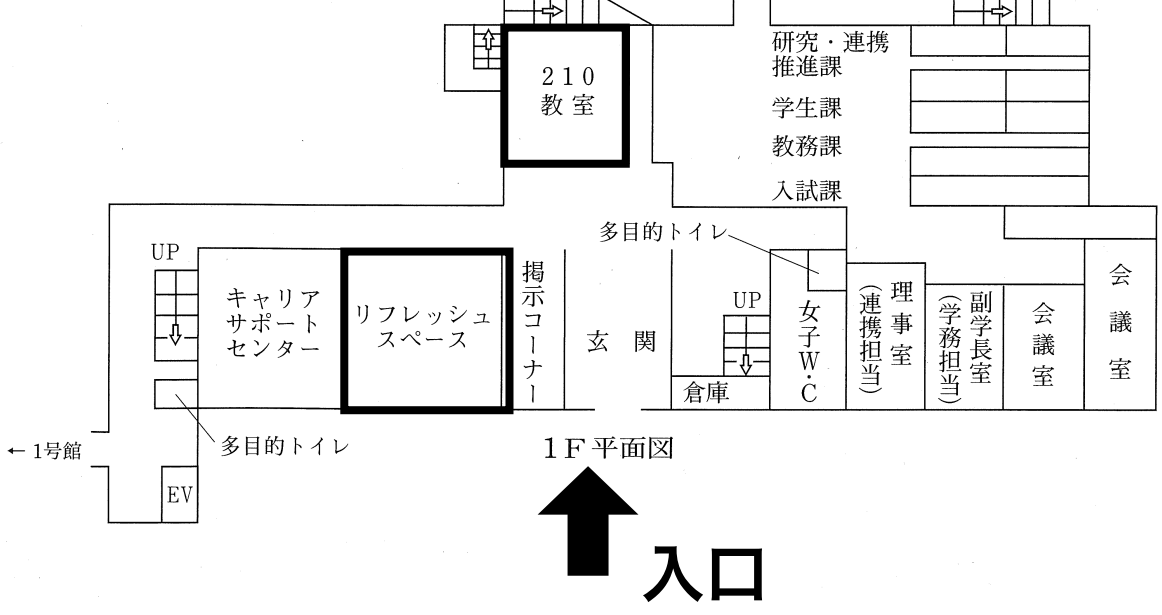 研究・連携
推進課
学生課
教務課
入試課
210
教室
多目的トイレ
UP
キャリア
サポート
センター
リフレッシュ
スペース
掲示コーナー
玄関
UP
倉庫
女子W・C
理事室
(連携担当)
副学長室
(学務担当)
会議室
会議室
← 1号館
多目的トイレ
EV
1F平面図
入口